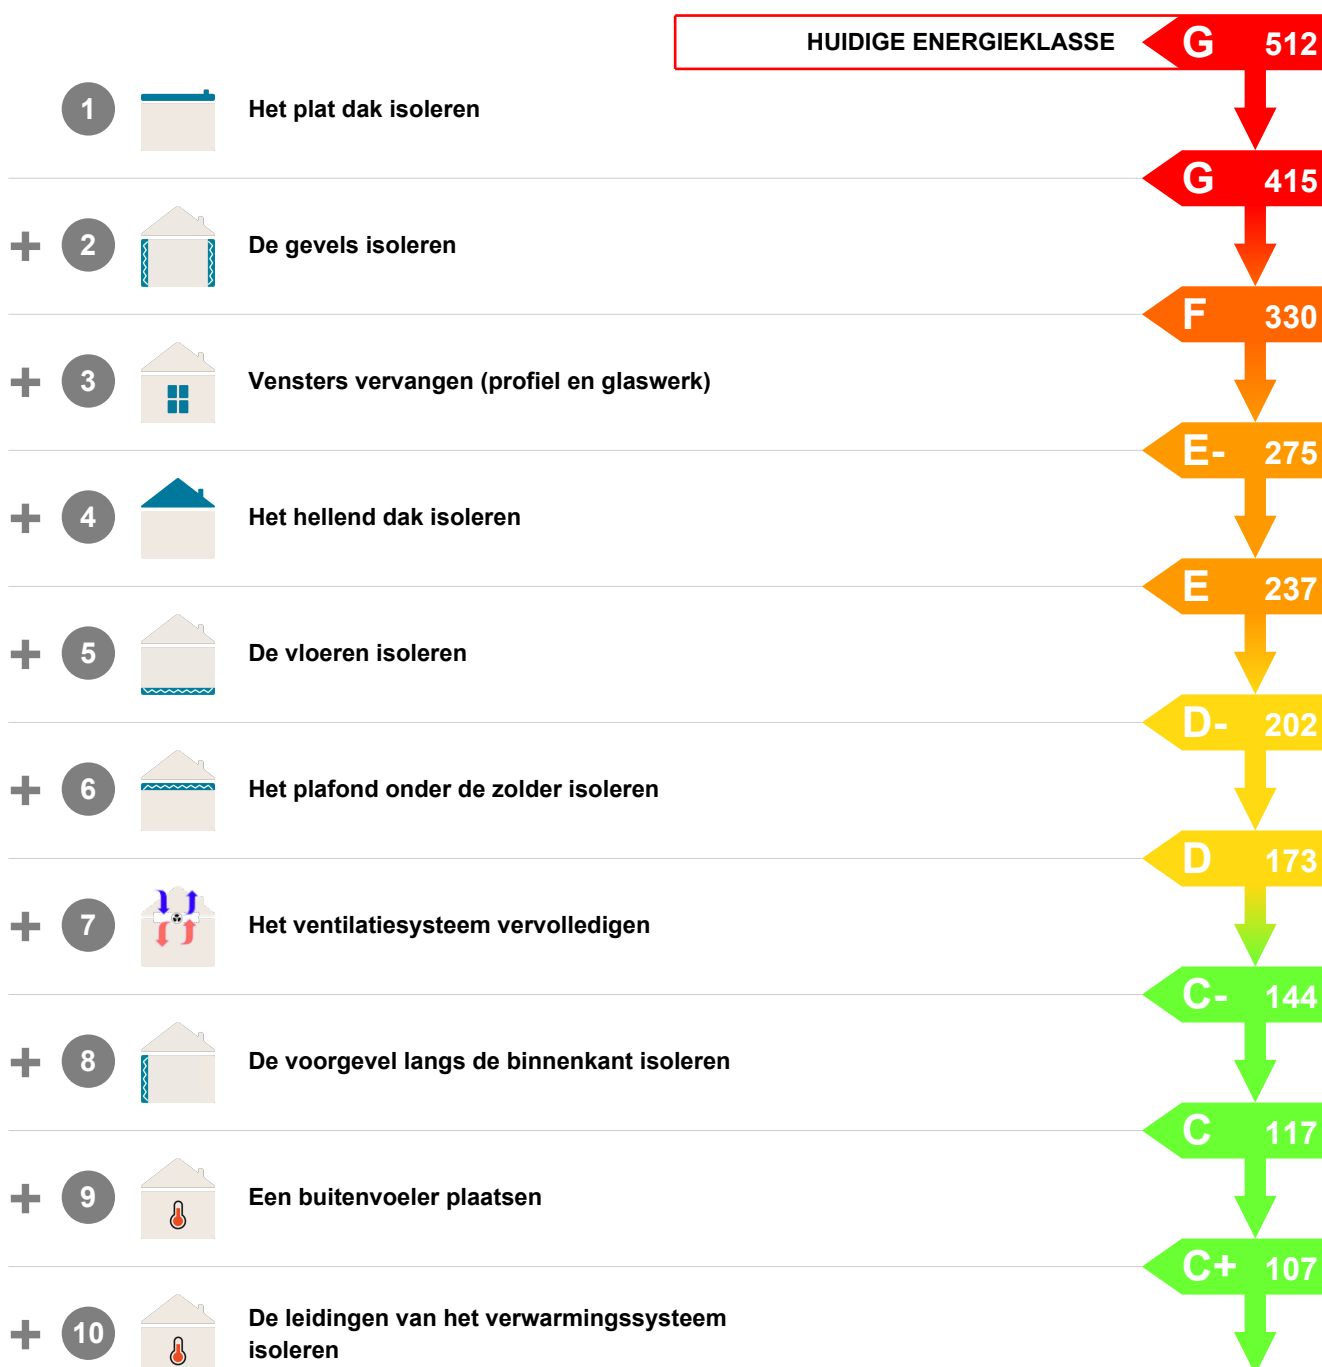 HUIDIGE ENERGIEKLASSE G 512
1 Het plat dak isoleren
G 415
+ 2 De gevels isoleren
F 330
+ 3 Vensters vervangen (profiel en glaswerk)
E- 275
+ 4 Het hellend dak isoleren
E 237
+ 5 De vloeren isoleren
D- 202
+ 6 Het plafond onder de zolder isoleren
D 173
+ 7 Het ventilatiesysteem vervolledigen
C- 144
+ 8 De voorgevel langs de binnenkant isoleren
C 117
+ 9 Een buitenvoeler plaatsen
C+ 107
+ 10 De leidingen van het verwarmingssysteem
isoleren